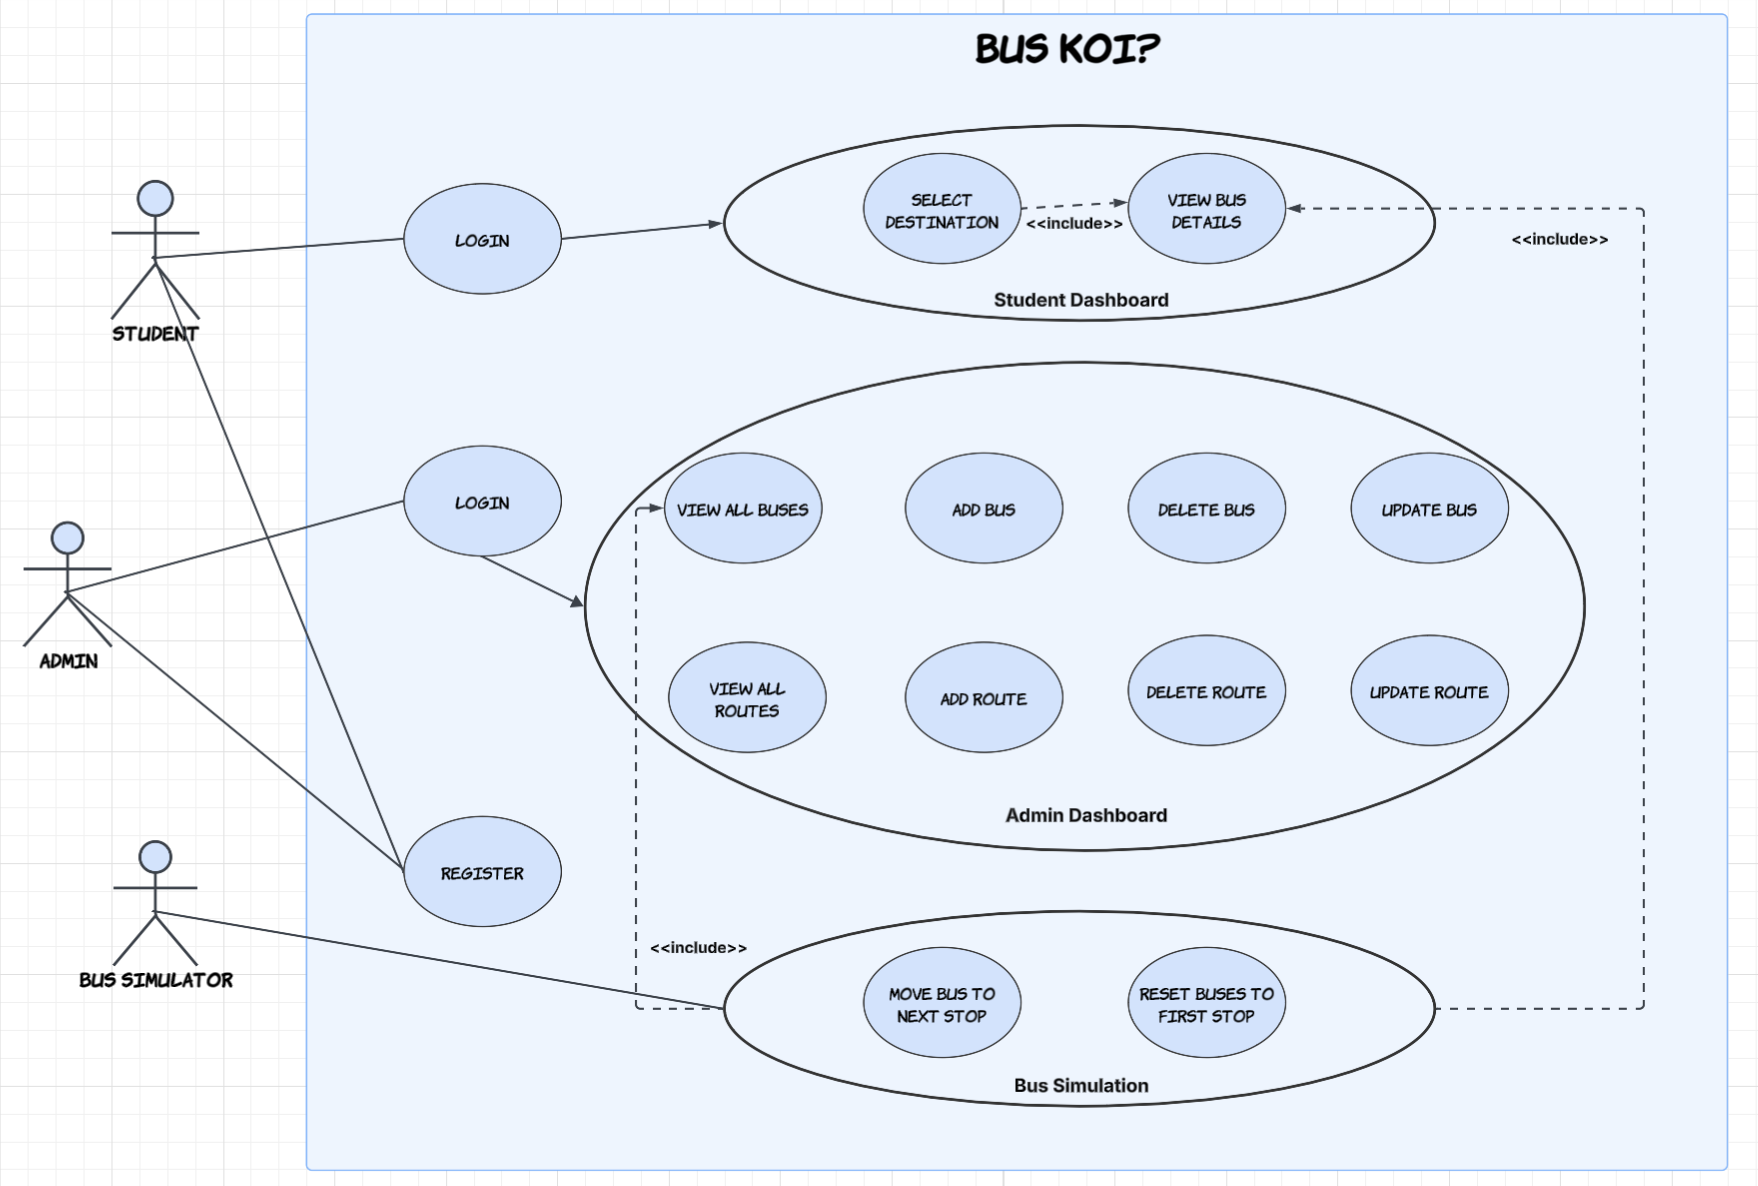 BUS KOI?
SELECT
DESTINATION
<<include>>
VIEW BUS
DETAILS
<<include>>
Student Dashboard
LOGIN
STUDENT
LOGIN
VIEW ALL BUSES
ADD BUS
DELETE BUS
UPDATE BUS
VIEW ALL
ROUTES
ADD ROUTE
DELETE ROUTE
UPDATE ROUTE
Admin Dashboard
ADMIN
REGISTER
BUS SIMULATOR
<<include>>
MOVE BUS TO
NEXT STOP
RESET BUSES TO
FIRST STOP
Bus Simulation